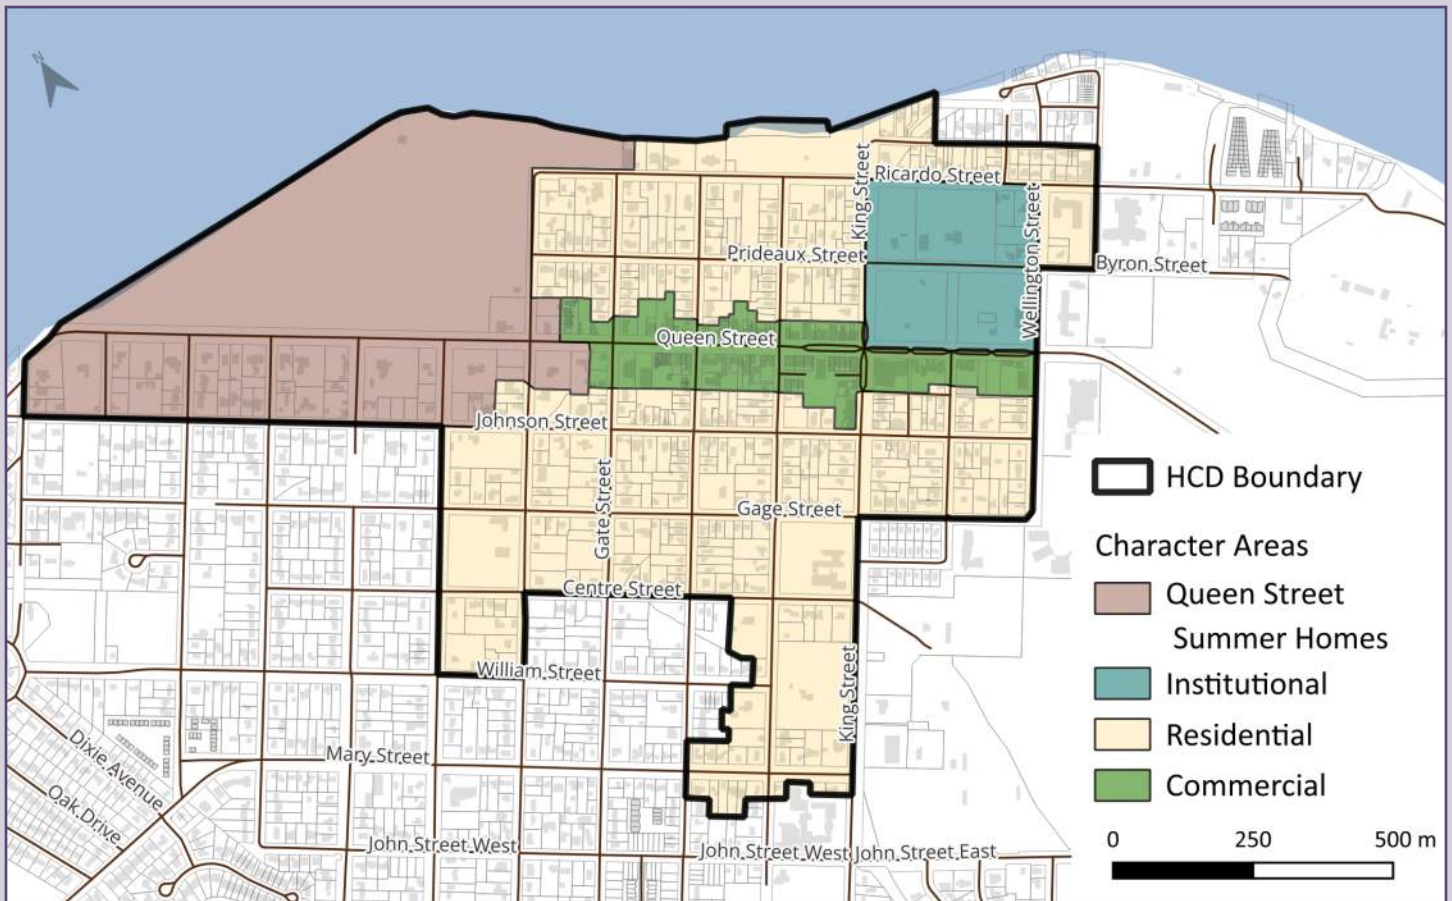 N
King Street
Ricardo Street
Wellington Street
Prideaux Street
Byron Street
Queen Street
Johnson Street
Gate Street
Gage Street
Centre Street
William Street
King Street
Mary Street
Dixie Avenue
Oak Drive
John Street West
John Street West
John Street East
HCD Boundary
Character Areas
Queen Street
Summer Homes
Institutional
Residential
Commercial
0 250 500 m